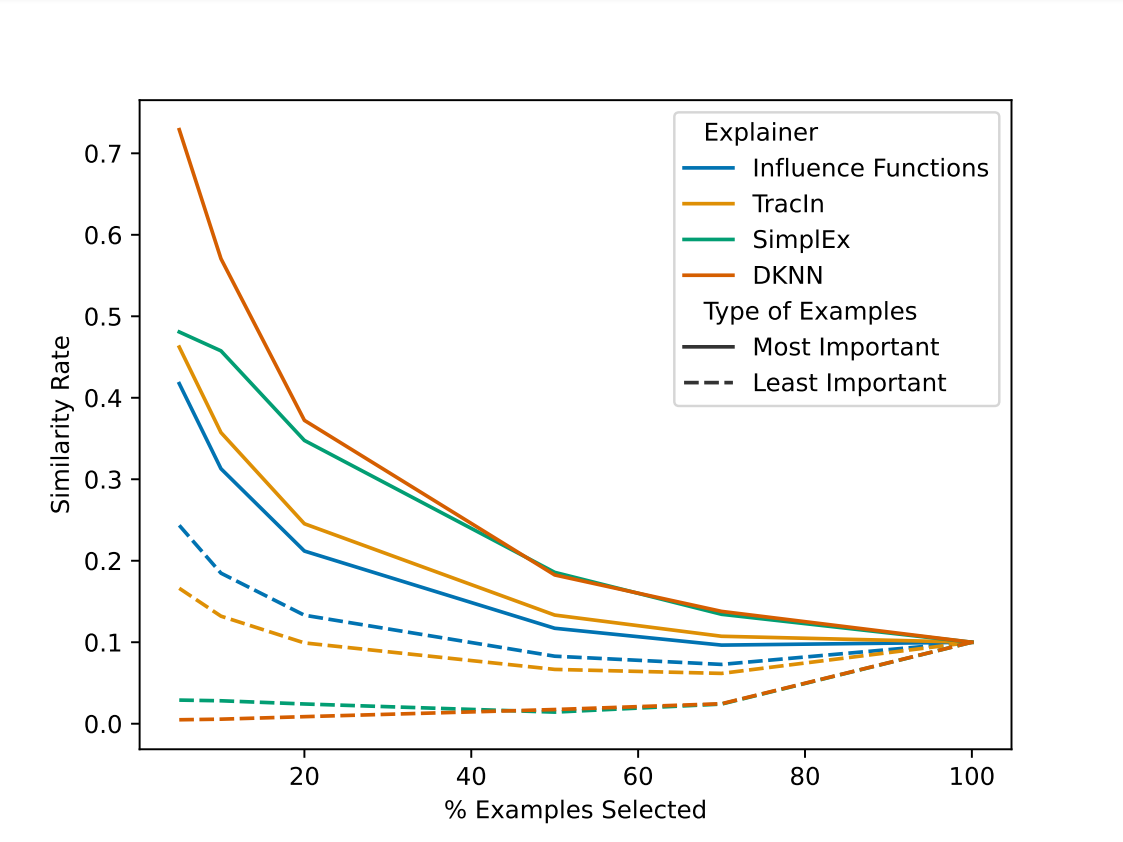 Explainer
Influence Functions
TracIn
SimplEx
DKNN
Type of Examples
Most Important
Least Important
Similarity Rate
0.7
0.6
0.5
0.4
0.3
0.2
0.1
0.0
20 40 60 80 100
% Examples Selected